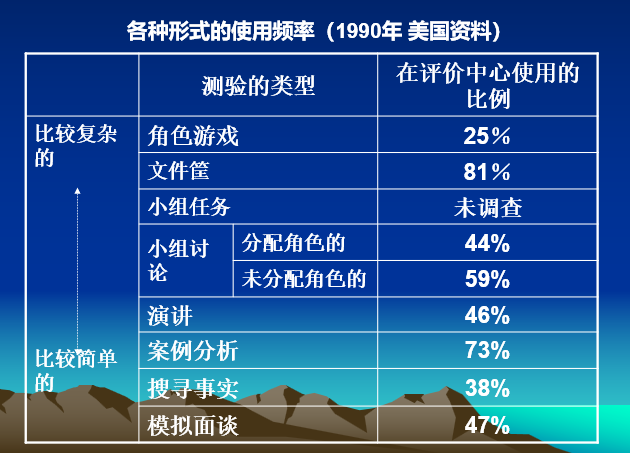 各种形式的使用频率（1990年 美国资料）
测验的类型
在评价中心使用的
比例
比较复杂
的
角色游戏
25％
文件筐
81％
小组任务
未调查
小组讨
论
分配角色的
44%
未分配角色的
59%
演讲
46%
比较简单
的
案例分析
73%
搜寻事实
38%
模拟面谈
47%